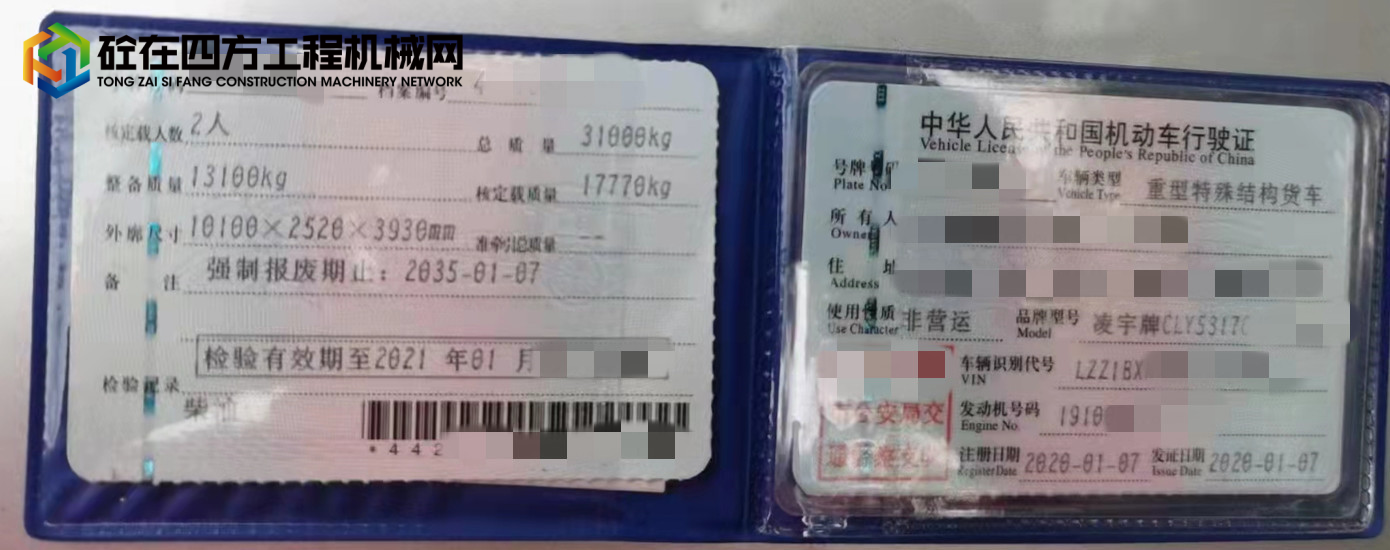 砼在四方工程机械网
TONG ZAI SI FANG CONSTRUCTION MACHINERY NETWORK
档案编号
核定载人数 2人 总质量 31000kg
整备质量 13100kg 核定载质量 17770kg
外廓尺寸 10100×2520×3930mm 准牵引总质量 --
备注 强制报废期止:2035-01-07
检验有效期至2021 年01 月
检验记录
柴油
*442
中华人民共和国机动车行驶证
Vehicle License of the People's Republic of China
号牌号码
Plate No. 车辆类型 重型特殊结构货车
Vehicle Type
所有人
Owner
住址
Address
使用性质 非营运 品牌型号 凌宇牌CLY5317G
Use Character Model
车辆识别代号 LZZ1BX
VIN
公安局交
发动机号码 1910
Engine No.
注册日期 2020-01-07 发证日期 2020-01-07
Register Date Issue Date